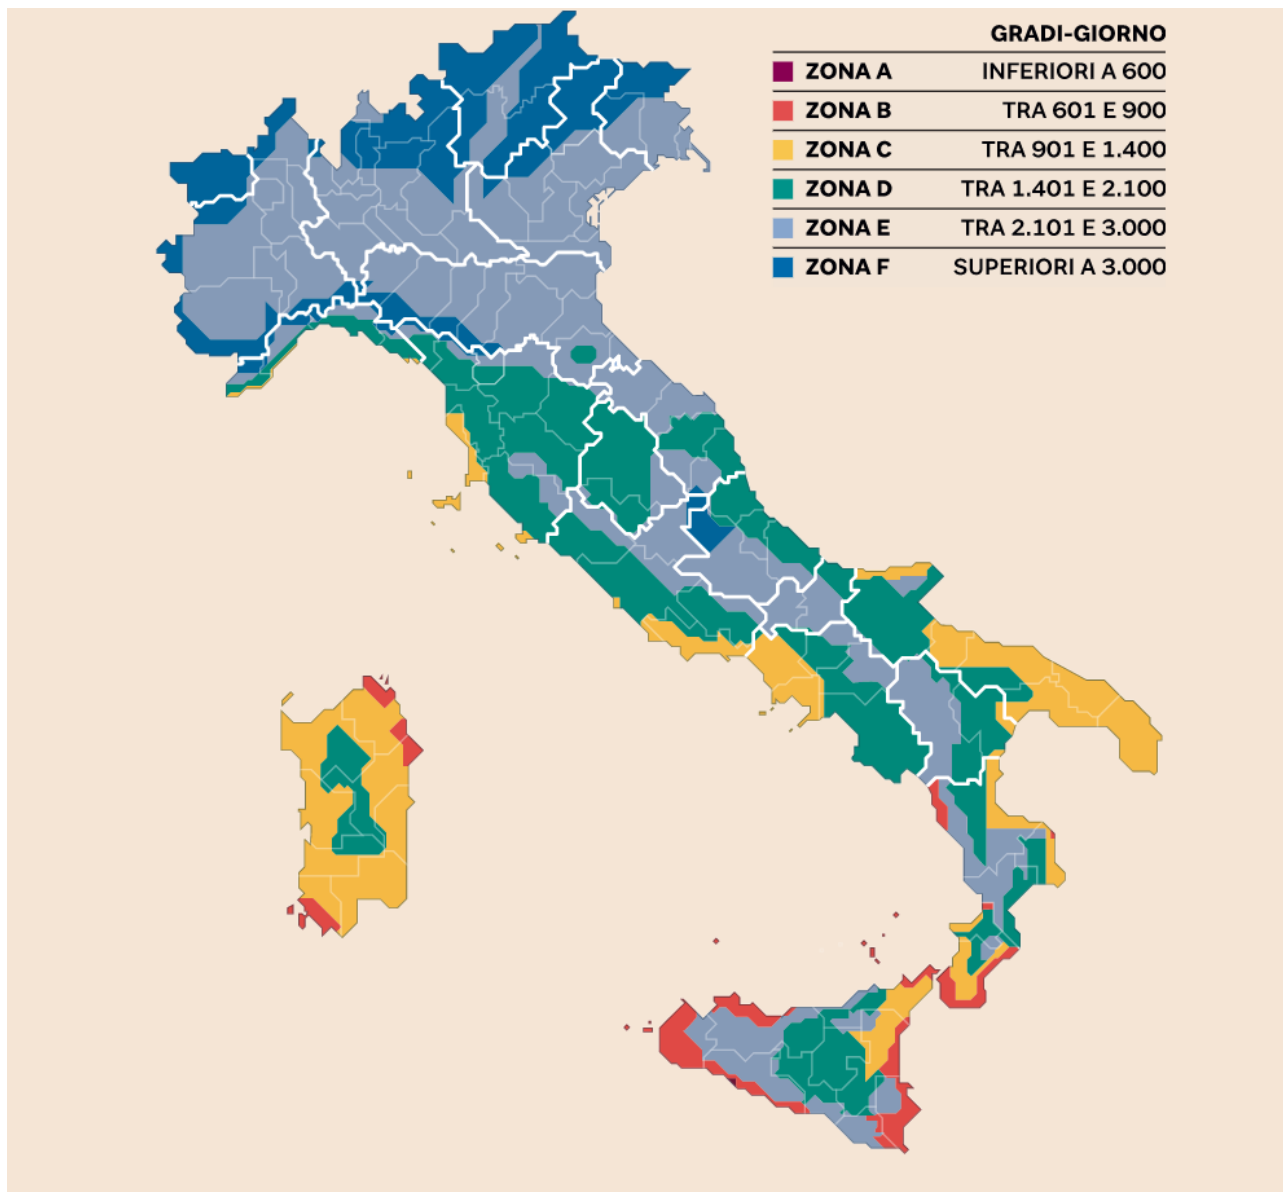 GRADI-GIORNO
ZONA A INFERIORI A 600
ZONA B TRA 601 E 900
ZONA C TRA 901 E 1.400
ZONA D TRA 1.401 E 2.100
ZONA E TRA 2.101 E 3.000
ZONA F SUPERIORI A 3.000